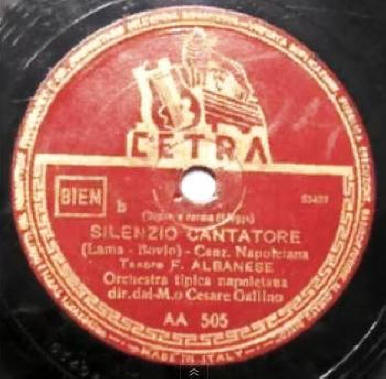 CETRA
BIEM
b
SILENZIO CANTATORE
(Lama - Bovio) - Canz. Napoletana
Tenore F. ALBANESE
Orchestra tipica napoletana
dir. dal M.o Cesare Gallino
AA 505
MADE IN ITALY